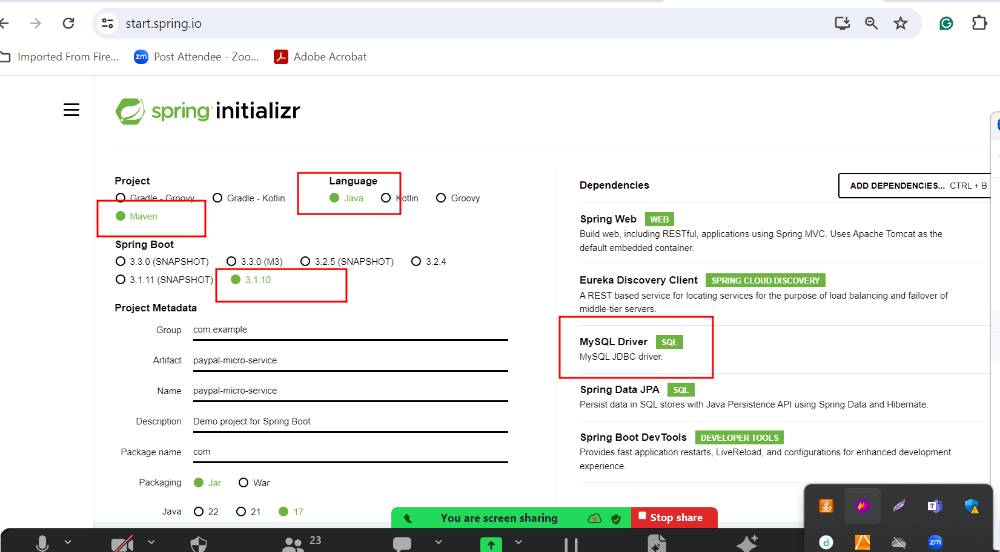 start.spring.io
Imported From Fire...
zm Post Attendee - Zoo...
Adobe Acrobat
spring initializr
Project
Gradle - Groovy
Gradle - Kotlin
Maven
Language
Java
Kotlin
Groovy
Spring Boot
3.3.0 (SNAPSHOT)
3.3.0 (M3)
3.2.5 (SNAPSHOT)
3.2.4
3.1.11 (SNAPSHOT)
3.1.10
Project Metadata
Group com.example
Artifact paypal-micro-service
Name paypal-micro-service
Description Demo project for Spring Boot
Package name com
Packaging Jar War
Java 22 21 17
Dependencies
ADD DEPENDENCIES... CTRL + B
Spring Web WEB
Build web, including RESTful, applications using Spring MVC. Uses Apache Tomcat as the
default embedded container.
Eureka Discovery Client SPRING CLOUD DISCOVERY
A REST based service for locating services for the purpose of load balancing and failover of
middle-tier servers.
MySQL Driver SQL
MySQL JDBC driver.
Spring Data JPA SQL
Persist data in SQL stores with Java Persistence API using Spring Data and Hibernate.
Spring Boot DevTools DEVELOPER TOOLS
Provides fast application restarts, LiveReload, and configurations for enhanced development
experience.
You are screen sharing
Stop share
23
zm